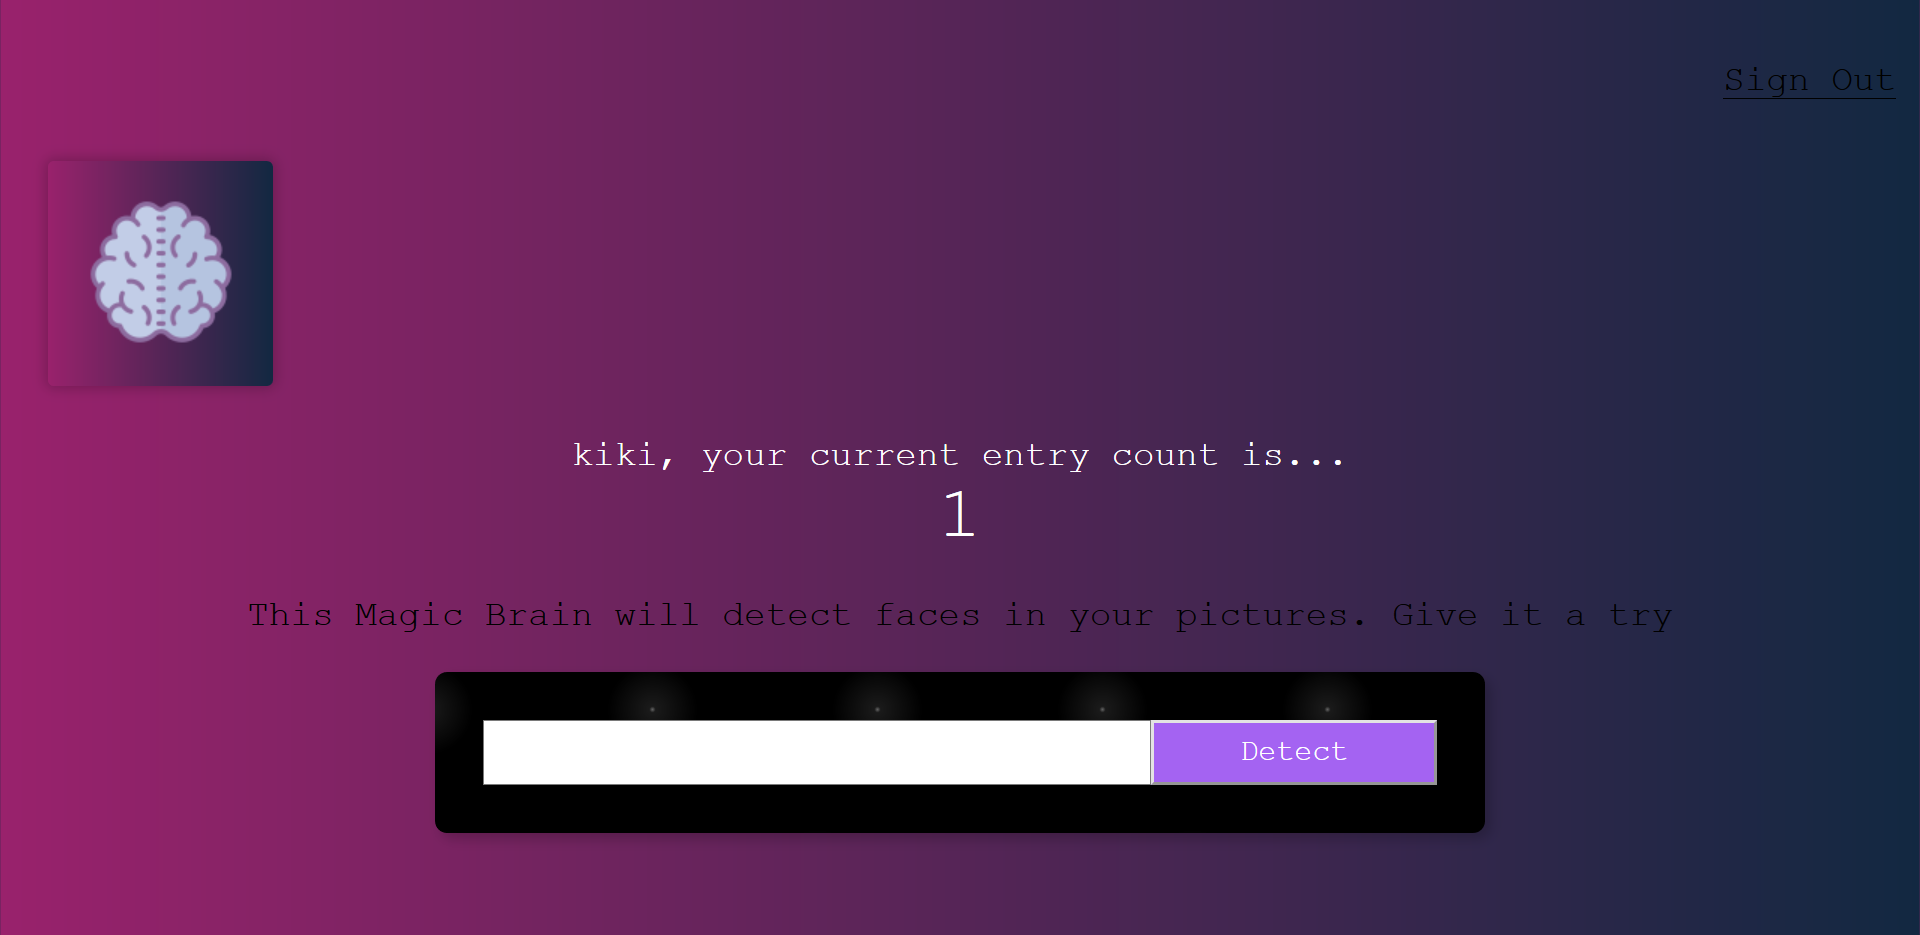 Sign Out
kiki, your current entry count is...
1
This Magic Brain will detect faces in your pictures. Give it a try
Detect